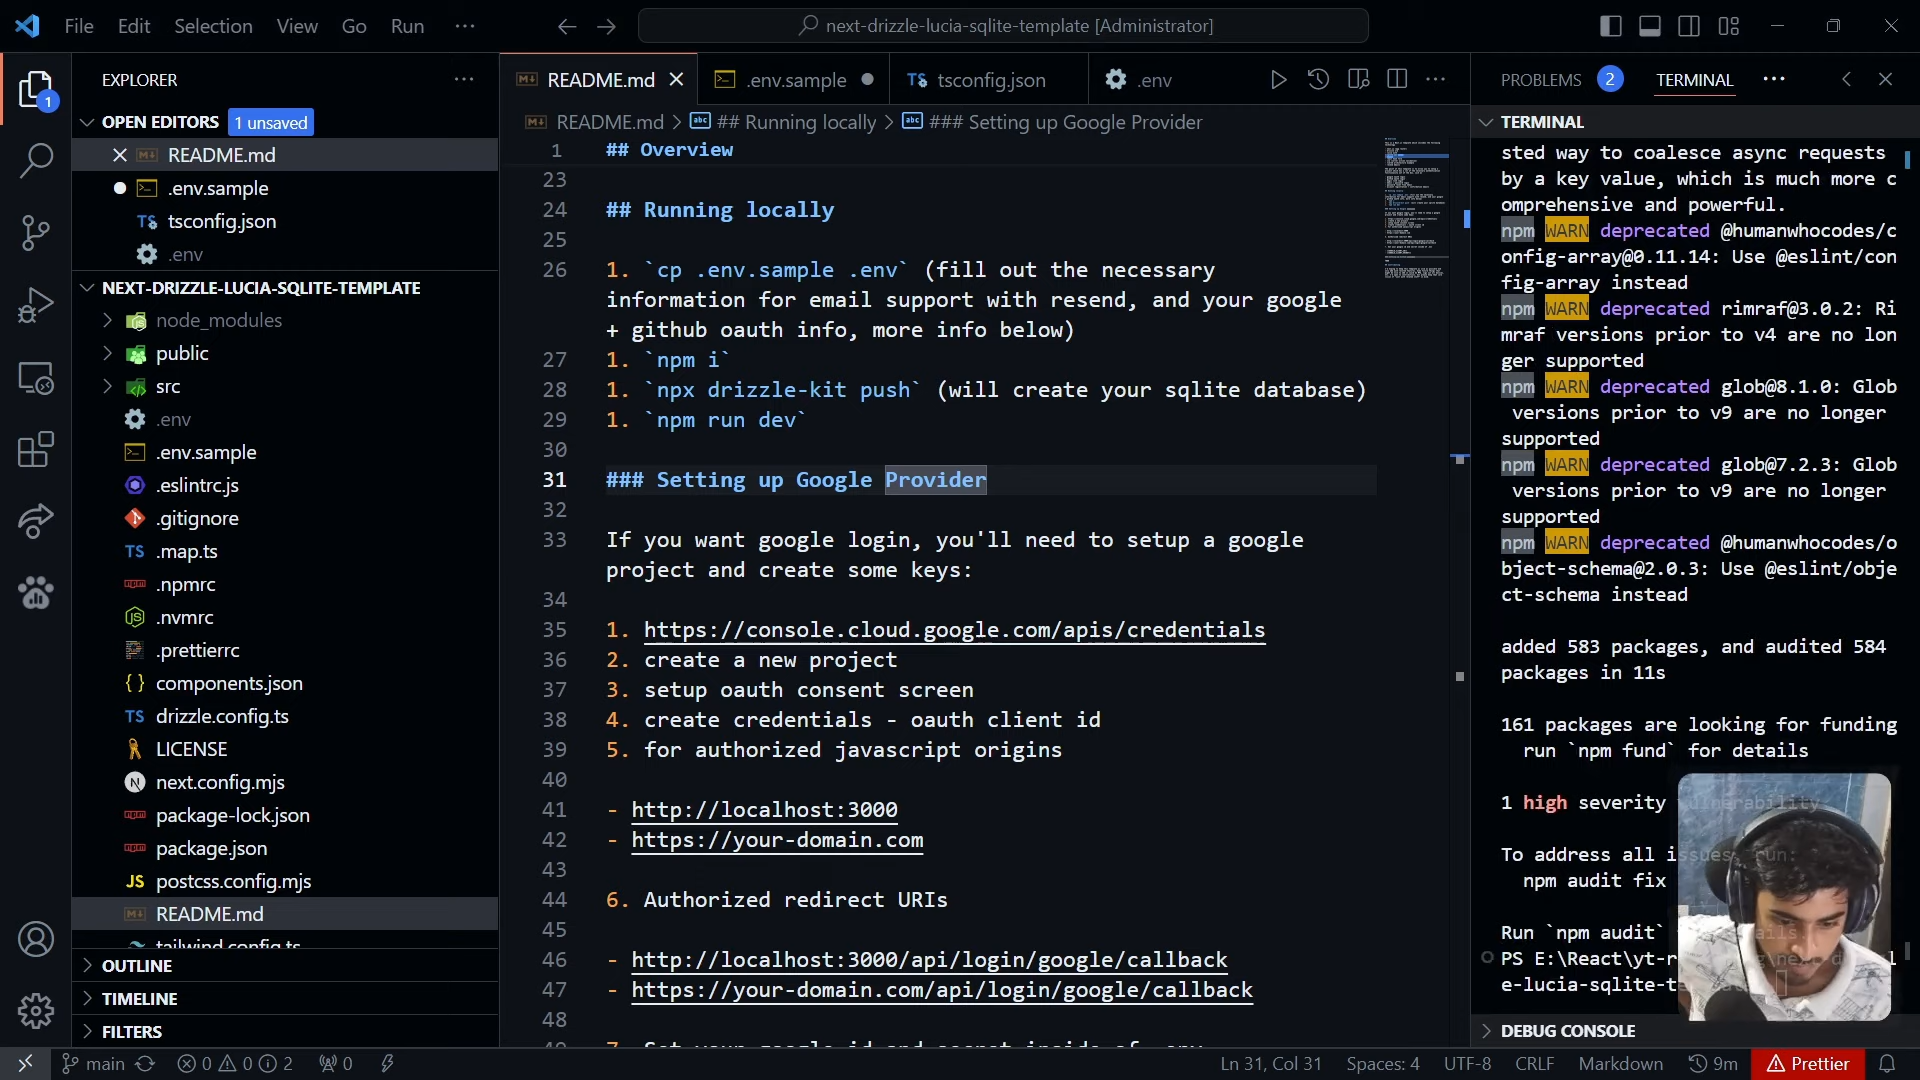 File Edit Selection View Go Run ...
next-drizzle-lucia-sqlite-template [Administrator]
EXPLORER
OPEN EDITORS 1 unsaved
README.md
.env.sample
tsconfig.json
.env
NEXT-DRIZZLE-LUCIA-SQLITE-TEMPLATE
node_modules
public
src
.env
.env.sample
.eslintrc.js
.gitignore
.map.ts
.npmrc
.nvmrc
.prettierrc
components.json
drizzle.config.ts
LICENSE
next.config.mjs
package-lock.json
package.json
postcss.config.mjs
README.md
tailwind.config.ts
OUTLINE
TIMELINE
FILTERS
README.md .env.sample tsconfig.json .env
README.md > ## Running locally > ### Setting up Google Provider
1 ## Overview
23
24 ## Running locally
25
26 1. `cp .env.sample .env` (fill out the necessary
information for email support with resend, and your google
+ github oauth info, more info below)
27 1. `npm i`
28 1. `npx drizzle-kit push` (will create your sqlite database)
29 1. `npm run dev`
30
31 ### Setting up Google Provider
32
33 If you want google login, you'll need to setup a google
project and create some keys:
34
35 1. https://console.cloud.google.com/apis/credentials
36 2. create a new project
37 3. setup oauth consent screen
38 4. create credentials - oauth client id
39 5. for authorized javascript origins
40
41 - http://localhost:3000
42 - https://your-domain.com
43
44 6. Authorized redirect URIs
45
46 - http://localhost:3000/api/login/google/callback
47 - https://your-domain.com/api/login/google/callback
48
PROBLEMS 2 TERMINAL ...
TERMINAL
sted way to coalesce async requests
by a key value, which is much more c
omprehensive and powerful.
npm WARN deprecated @humanwhocodes/c
onfig-array@0.11.14: Use @eslint/con
fig-array instead
npm WARN deprecated rimraf@3.0.2: Ri
mraf versions prior to v4 are no lon
ger supported
npm WARN deprecated glob@8.1.0: Glob
versions prior to v9 are no longer
supported
npm WARN deprecated glob@7.2.3: Glob
versions prior to v9 are no longer
supported
npm WARN deprecated @humanwhocodes/o
bject-schema@2.0.3: Use @eslint/obje
ct-schema instead
added 583 packages, and audited 584
packages in 11s
161 packages are looking for funding
run `npm fund` for details
1 high severity vulnerability
To address all issues, run:
npm audit fix
Run `npm audit`
PS E:\React\yt-r
e-lucia-sqlite-t
DEBUG CONSOLE
main 0 0 2 0 Ln 31, Col 31 Spaces: 4 UTF-8 CRLF Markdown 9m Prettier
1